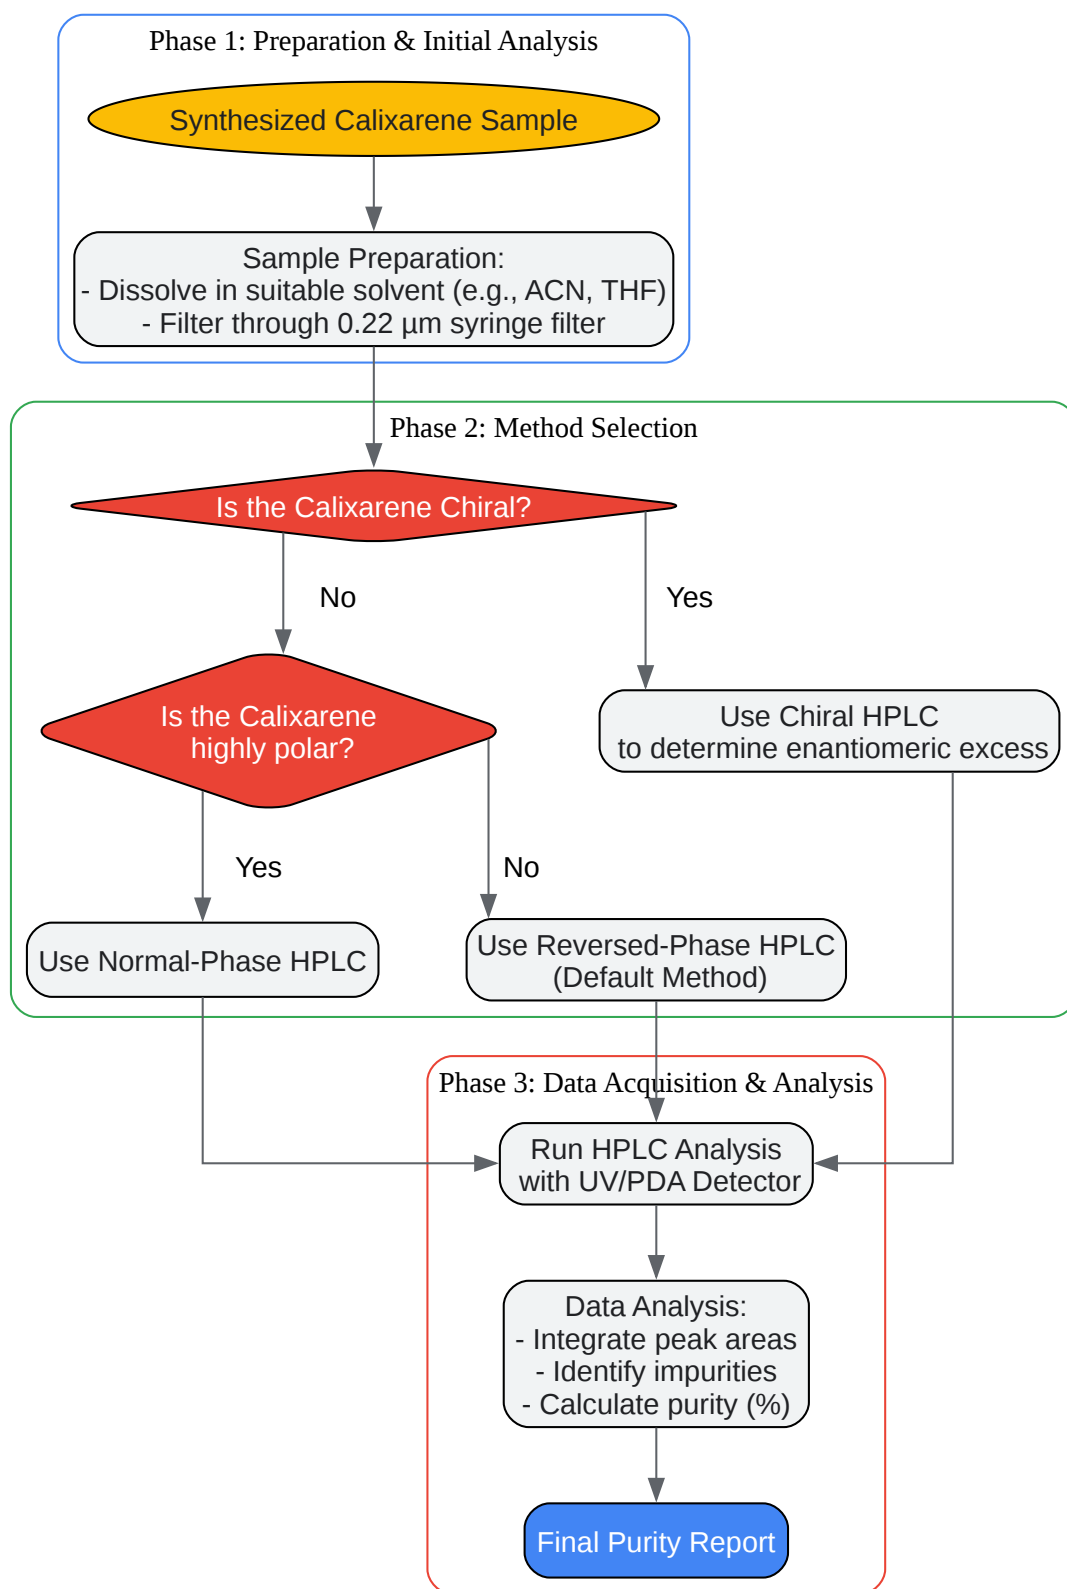 Phase 1: Preparation & Initial Analysis
Synthesized Calixarene Sample
Sample Preparation:
- Dissolve in suitable solvent (e.g., ACN, THF)
- Filter through 0.22 µm syringe filter
Phase 2: Method Selection
Is the Calixarene Chiral?
No
Yes
Is the Calixarene
highly polar?
Use Chiral HPLC
to determine enantiomeric excess
Yes
No
Use Normal-Phase HPLC
Use Reversed-Phase HPLC
(Default Method)
Phase 3: Data Acquisition & Analysis
Run HPLC Analysis
with UV/PDA Detector
Data Analysis:
- Integrate peak areas
- Identify impurities
- Calculate purity (%)
Final Purity Report